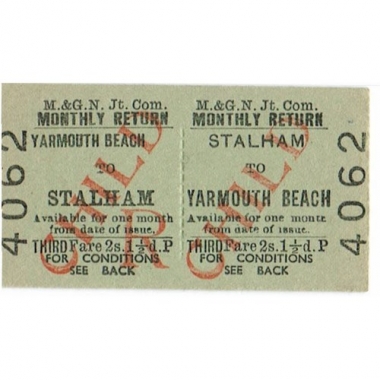 M.&G.N. Jt. Com.
MONTHLY RETURN
YARMOUTH BEACH
TO
STALHAM
Available for one month
from date of issue.
THIRD Fare 2s. 1½d. P
FOR CONDITIONS
SEE BACK
CHILD
4062
M.&G.N. Jt. Com.
MONTHLY RETURN
STALHAM
TO
YARMOUTH BEACH
Available for one month
from date of issue.
THIRD Fare 2s. 1½d. P
FOR CONDITIONS
SEE BACK
CHILD
4062